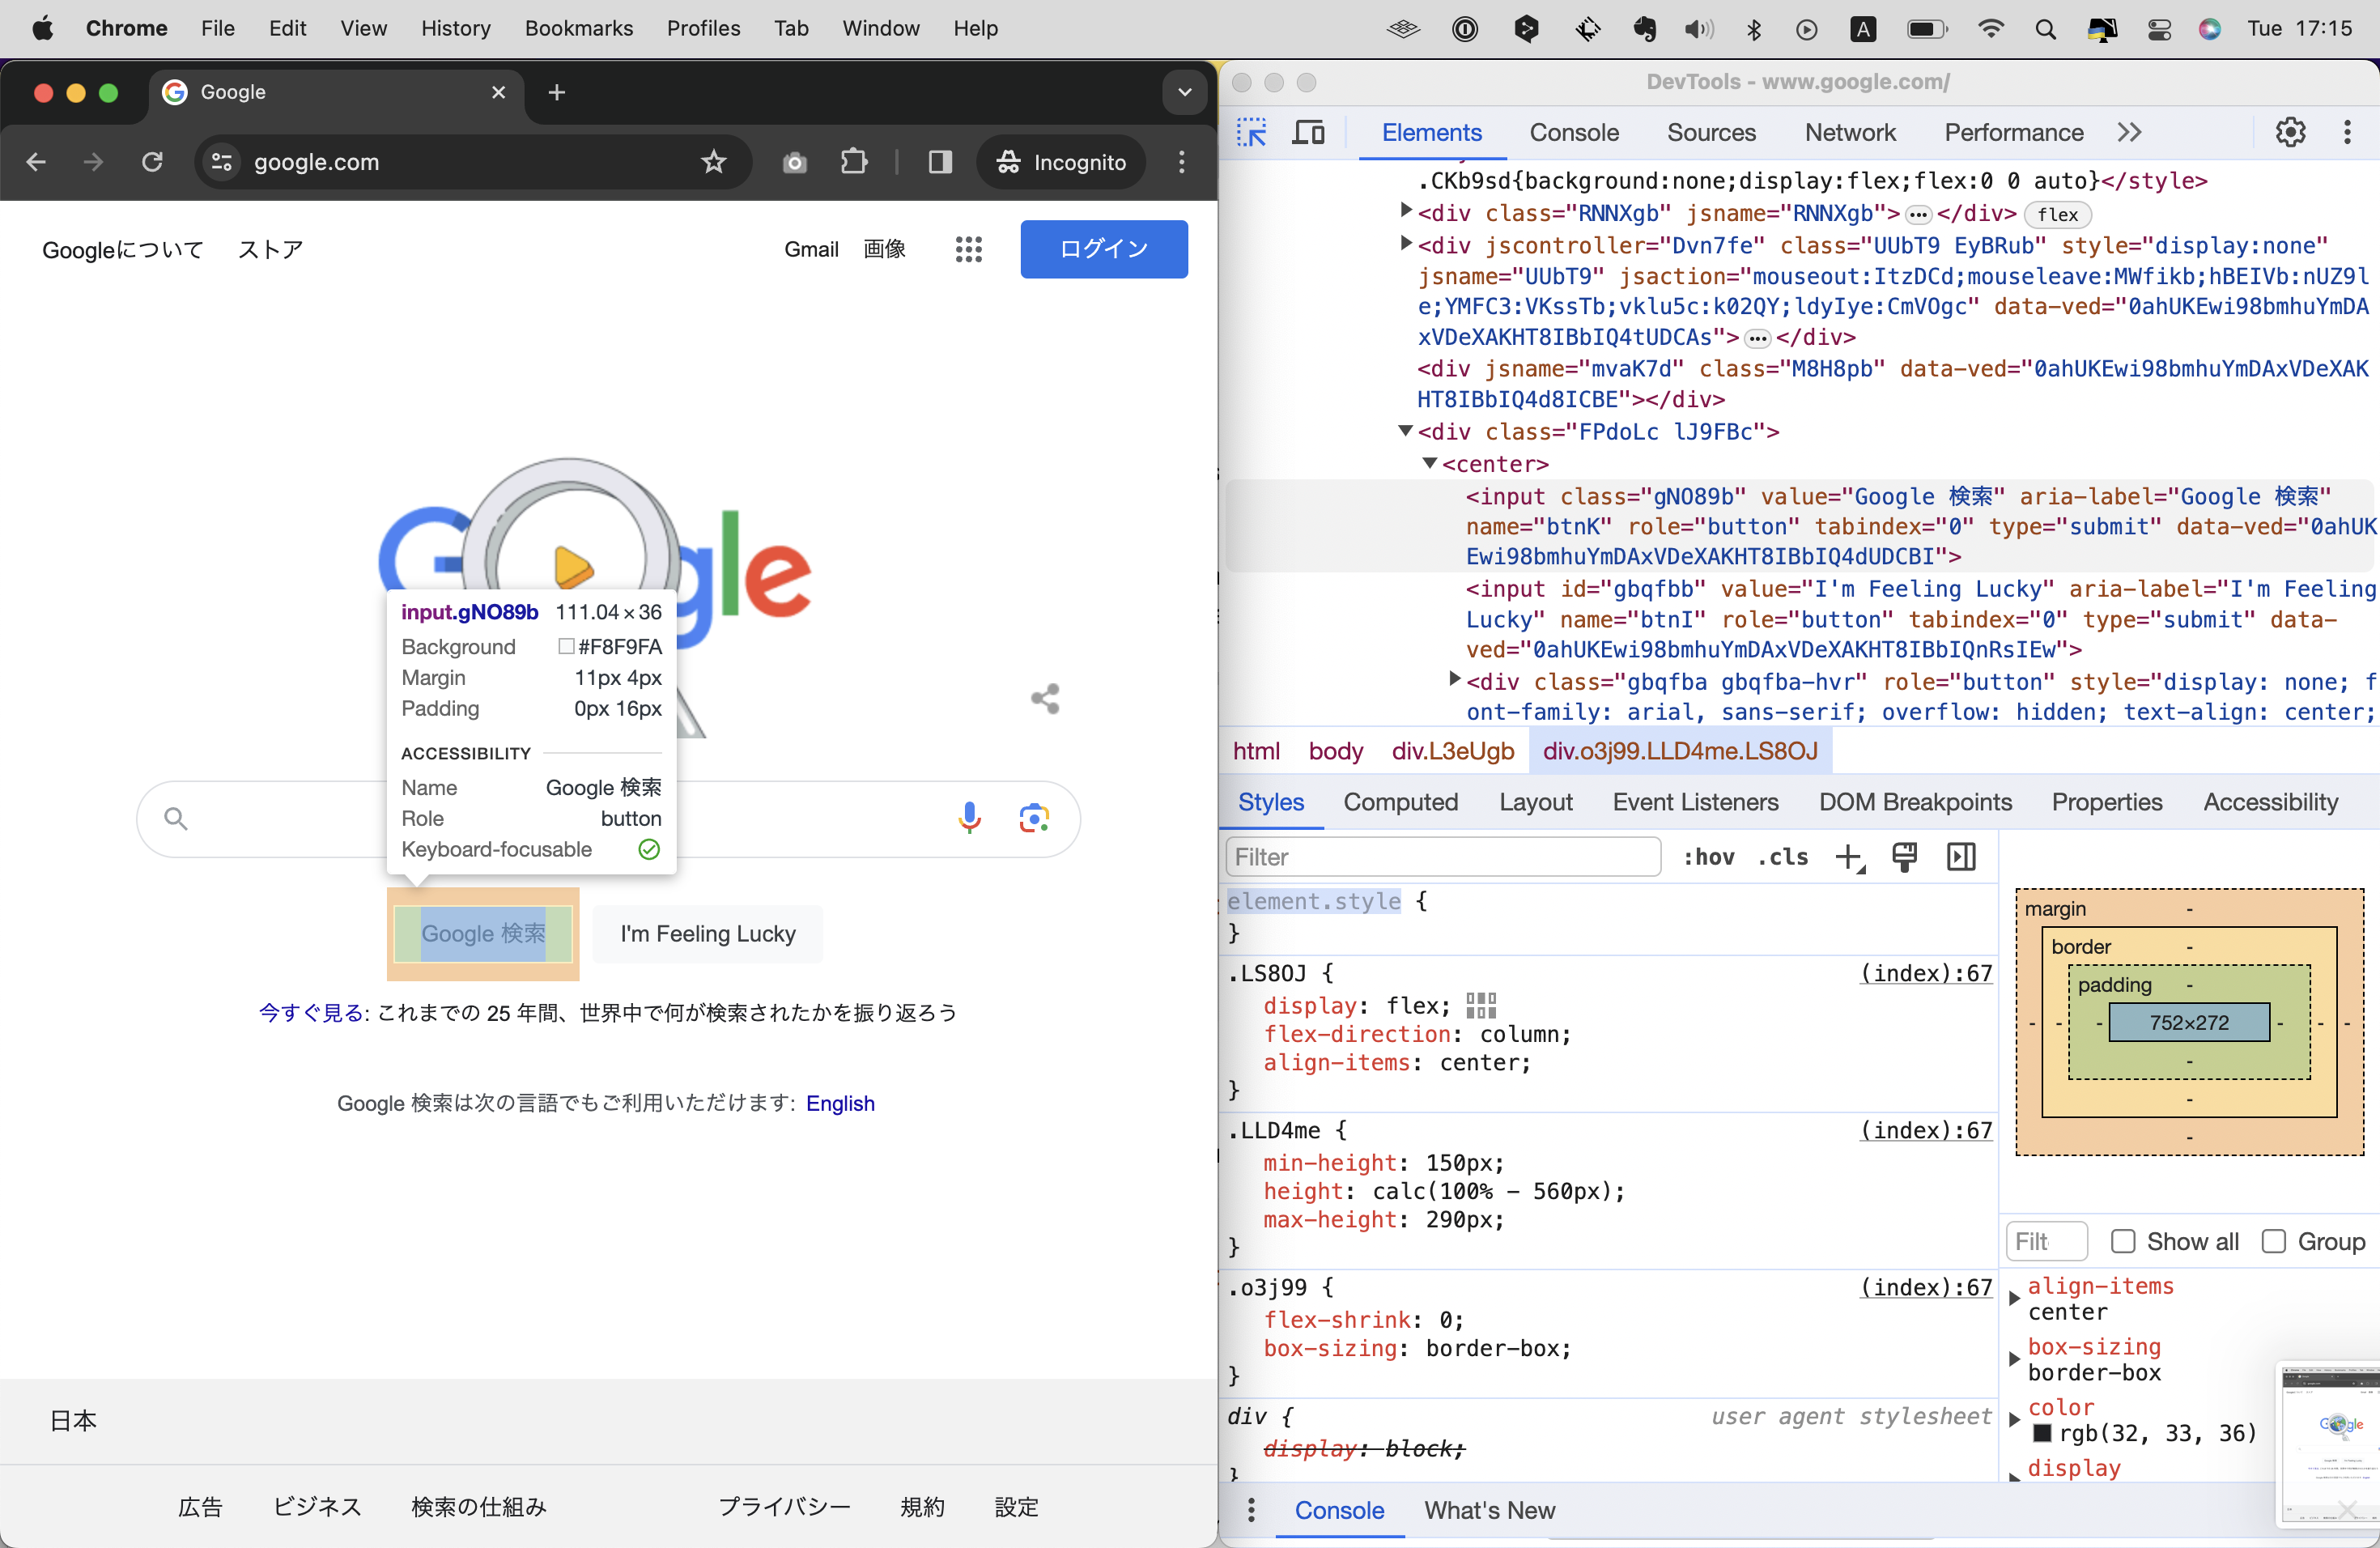 Chrome File Edit View History Bookmarks Profiles Tab Window Help Tue 17:15
Google
google.com Incognito
Googleについて ストア Gmail 画像 ログイン
Google
input.gNO89b 111.04×36
Background #F8F9FA
Margin 11px 4px
Padding 0px 16px
ACCESSIBILITY
Name Google 検索
Role button
Keyboard-focusable
Google 検索 I'm Feeling Lucky
今すぐ見る: これまでの 25 年間、世界中で何が検索されたかを振り返ろう
Google 検索は次の言語でもご利用いただけます: English
日本
広告 ビジネス 検索の仕組み プライバシー 規約 設定
DevTools - www.google.com/
Elements Console Sources Network Performance
.CKb9sd{background:none;display:flex;flex:0 0 auto}</style>
<div class="RNNXgb" jsname="RNNXgb">…</div> flex
<div jscontroller="Dvn7fe" class="UUbT9 EyBRub" style="display:none"
jsname="UUbT9" jsaction="mouseout:ItzDCd;mouseleave:MWfikb;hBEIVb:nUZ9l
e;YMFC3:VKssTb;vklu5c:k02QY;ldyIye:CmVOgc" data-ved="0ahUKEwi98bmhuYmDA
xVDeXAKHT8IBbIQ4tUDCAs">…</div>
<div jsname="mvaK7d" class="M8H8pb" data-ved="0ahUKEwi98bmhuYmDAxVDeXAK
HT8IBbIQ4d8ICBE"></div>
<div class="FPdoLc lJ9FBc">
<center>
<input class="gNO89b" value="Google 検索" aria-label="Google 検索"
name="btnK" role="button" tabindex="0" type="submit" data-ved="0ahUK
Ewi98bmhuYmDAxVDeXAKHT8IBbIQ4dUDCBI">
<input id="gbqfbb" value="I'm Feeling Lucky" aria-label="I'm Feeling
Lucky" name="btnI" role="button" tabindex="0" type="submit" data-
ved="0ahUKEwi98bmhuYmDAxVDeXAKHT8IBbIQnRsIEw">
<div class="gbqfba gbqfba-hvr" role="button" style="display: none; f
ont-family: arial, sans-serif; overflow: hidden; text-align: center;
html body div.L3eUgb div.o3j99.LLD4me.LS8OJ
Styles Computed Layout Event Listeners DOM Breakpoints Properties Accessibility
Filter :hov .cls
element.style {
}
.LS8OJ { (index):67
display: flex;
flex-direction: column;
align-items: center;
}
.LLD4me { (index):67
min-height: 150px;
height: calc(100% - 560px);
max-height: 290px;
}
.o3j99 { (index):67
flex-shrink: 0;
box-sizing: border-box;
}
div { user agent stylesheet
display: block;
}
margin -
border -
padding -
- - - 752×272 - - -
-
-
-
Filt Show all Group
align-items
center
box-sizing
border-box
color
rgb(32, 33, 36)
display
Console What's New